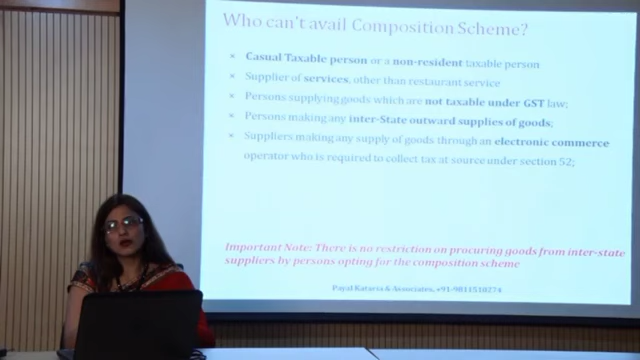 Who can't avail Composition Scheme?
× Casual Taxable person or a non-resident taxable person
× Supplier of services, other than restaurant service
× Persons supplying goods which are not taxable under GST law;
× Persons making any inter-State outward supplies of goods;
× Suppliers making any supply of goods through an electronic commerce
operator who is required to collect tax at source under section 52;
Important Note: There is no restriction on procuring goods from inter-state
suppliers by persons opting for the composition scheme
Payal Kataria & Associates, +91-9811510274